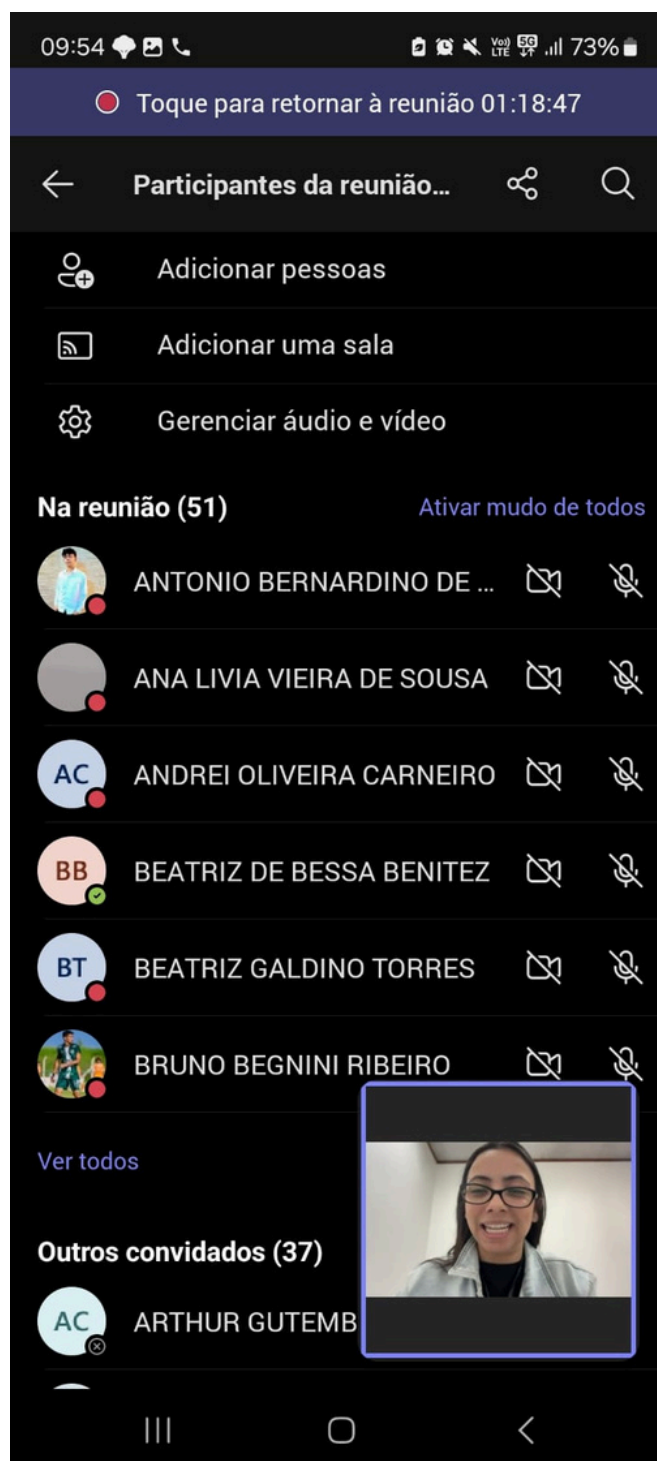 09:54 Vo)) LTE 5G 73%
Toque para retornar à reunião 01:18:47
Participantes da reunião...
Adicionar pessoas
Adicionar uma sala
Gerenciar áudio e vídeo
Na reunião (51) Ativar mudo de todos
ANTONIO BERNARDINO DE ...
ANA LIVIA VIEIRA DE SOUSA
AC ANDREI OLIVEIRA CARNEIRO
BB BEATRIZ DE BESSA BENITEZ
BT BEATRIZ GALDINO TORRES
BRUNO BEGNINI RIBEIRO
Ver todos
Outros convidados (37)
AC ARTHUR GUTEMB